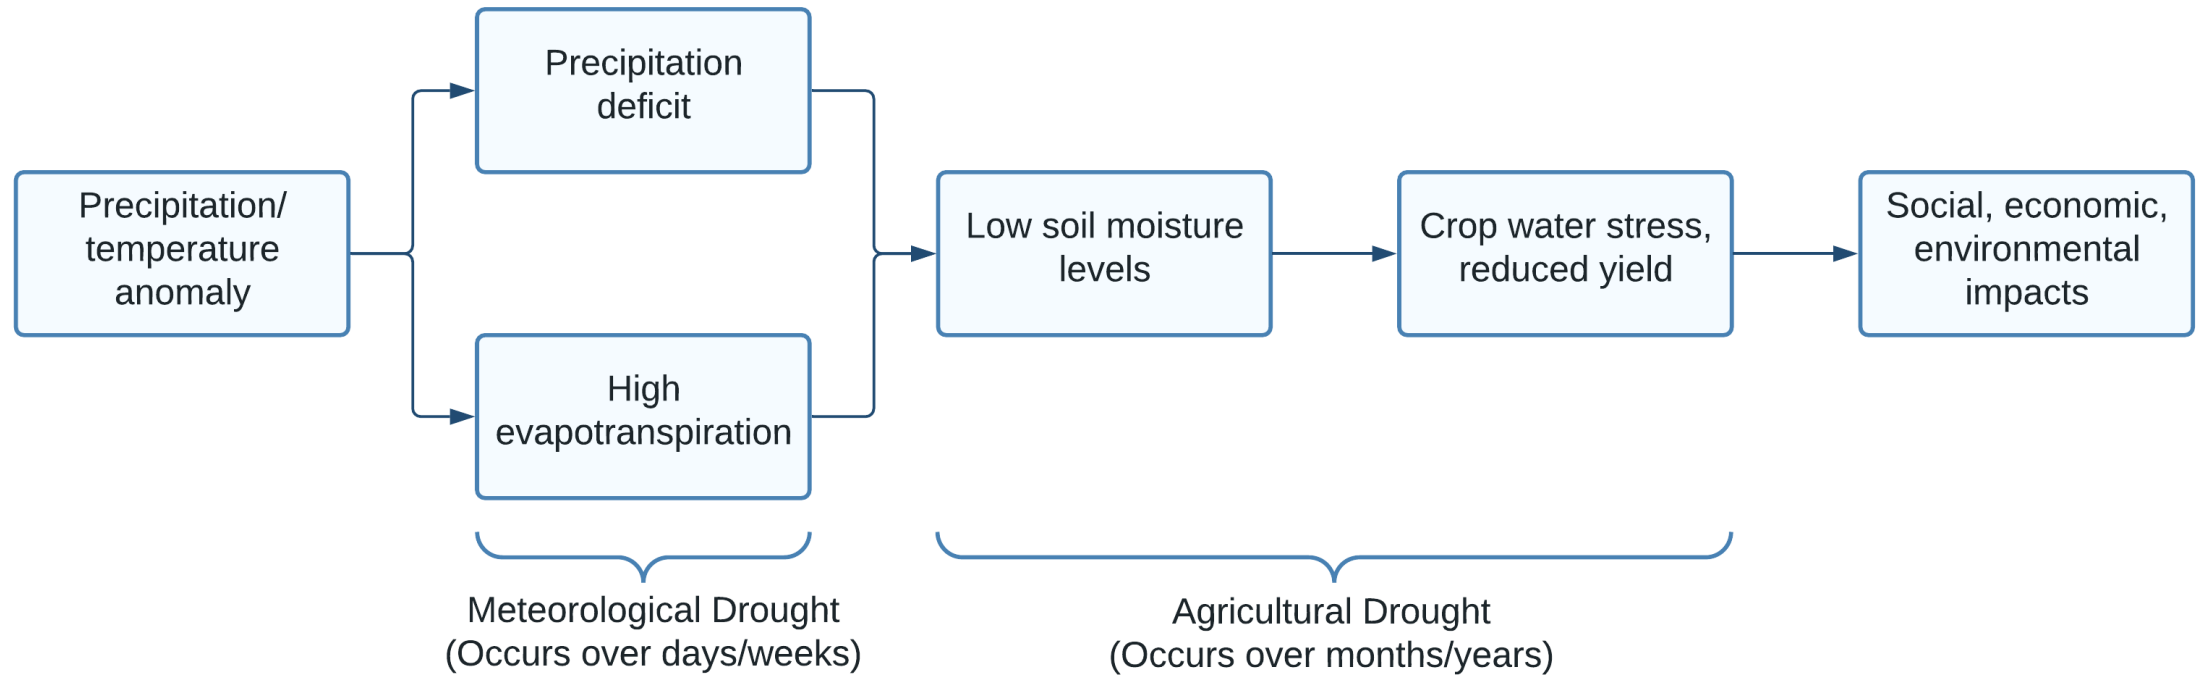 Precipitation/
temperature
anomaly
Precipitation
deficit
High
evapotranspiration
Low soil moisture
levels
Crop water stress,
reduced yield
Social, economic,
environmental
impacts
Meteorological Drought
(Occurs over days/weeks)
Agricultural Drought
(Occurs over months/years)